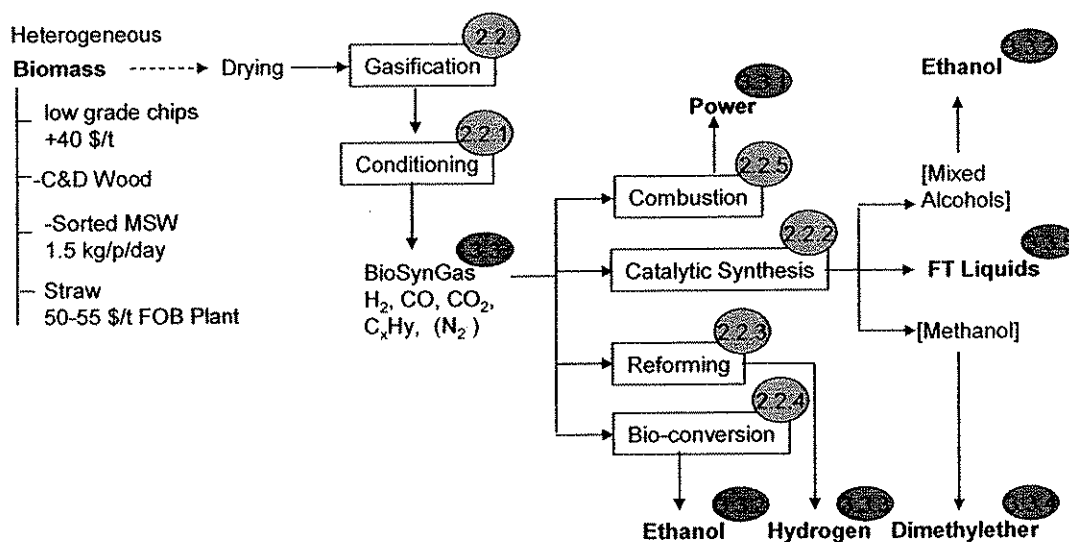 Heterogeneous
Biomass
Drying
Gasification
2.2
low grade chips
+40 $/t
-C&D Wood
-Sorted MSW
1.5 kg/p/day
Straw
50-55 $/t FOB Plant
Conditioning
2.2.1
BioSynGas
H₂, CO, CO₂,
CₓHy, (N₂)
Power
Combustion
2.2.5
Catalytic Synthesis
2.2.2
Reforming
2.2.3
Bio-conversion
2.2.4
Ethanol
[Mixed
Alcohols]
FT Liquids
[Methanol]
Ethanol
Hydrogen
Dimethylether